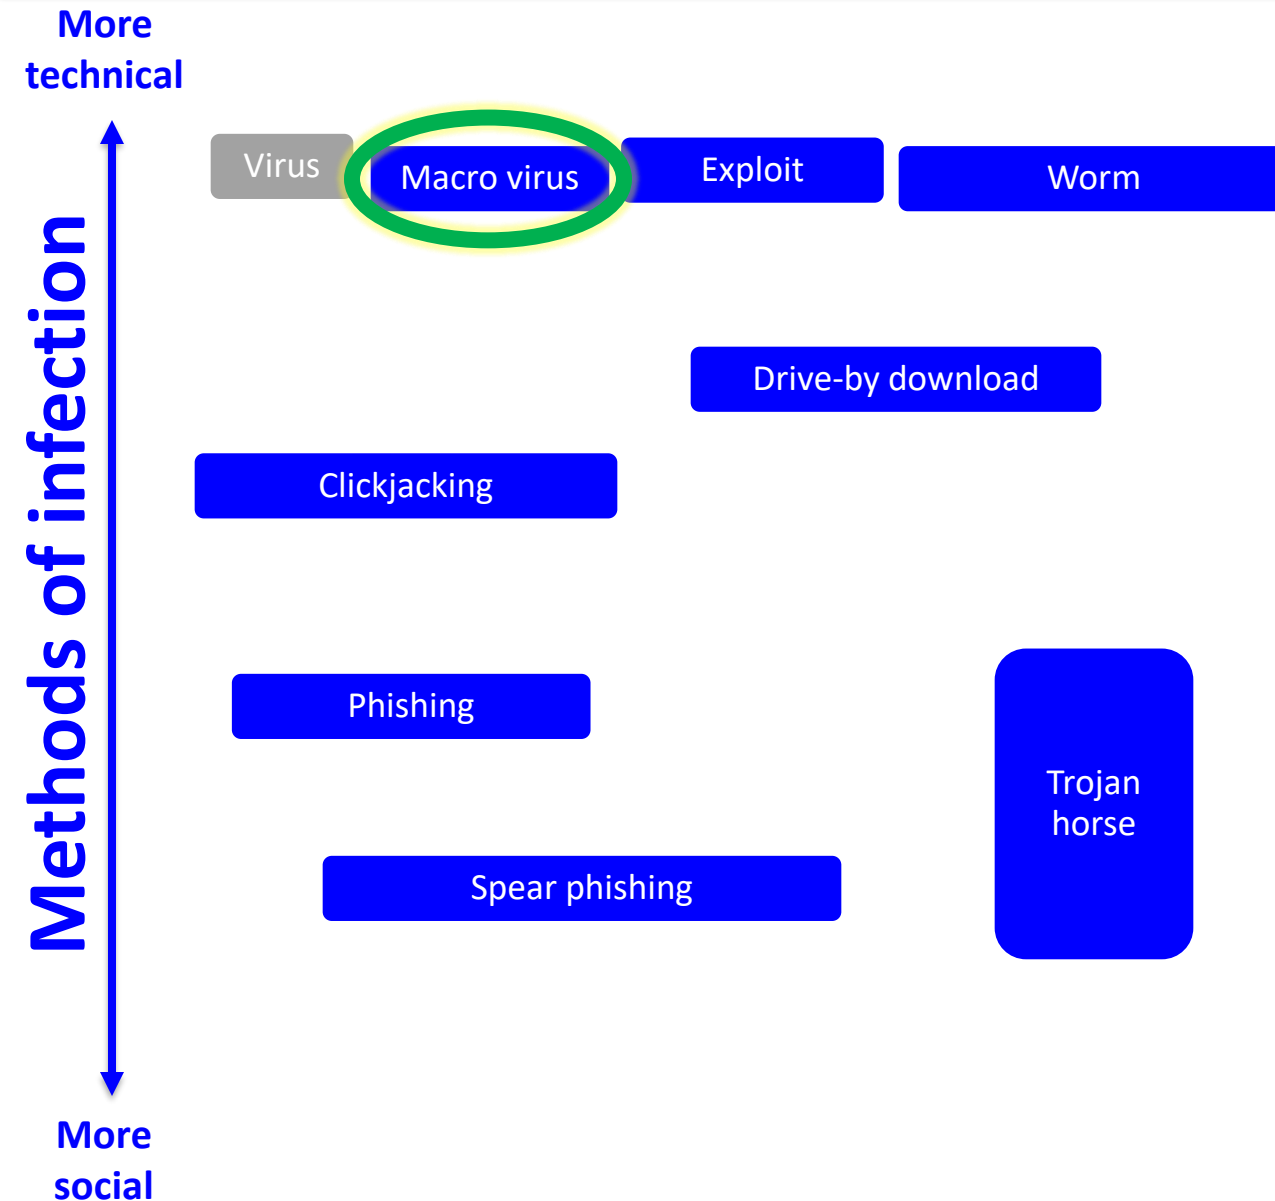 More
technical
Virus
Macro virus
Exploit
Worm
Drive-by download
Clickjacking
Methods of infection
Phishing
Trojan
horse
Spear phishing
More
social